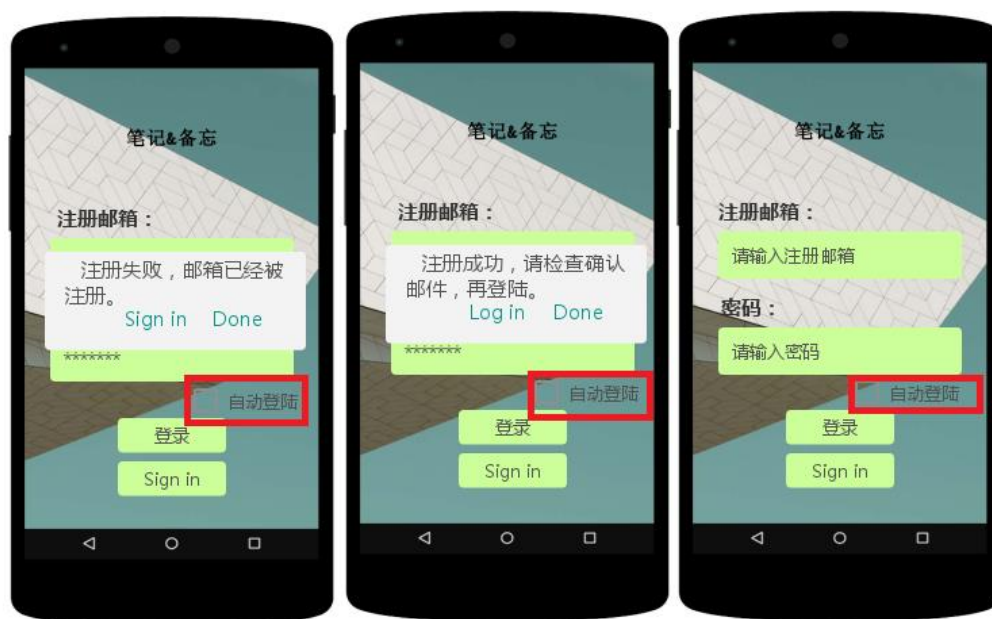 笔记&备忘
注册邮箱：
注册失败，邮箱已经被
注册。
Sign in Done
*******
自动登陆
登录
Sign in
笔记&备忘
注册邮箱：
注册成功，请检查确认
邮件，再登陆。
Log in Done
*******
自动登陆
登录
Sign in
笔记&备忘
注册邮箱：
请输入注册邮箱
密码：
请输入密码
自动登陆
登录
Sign in